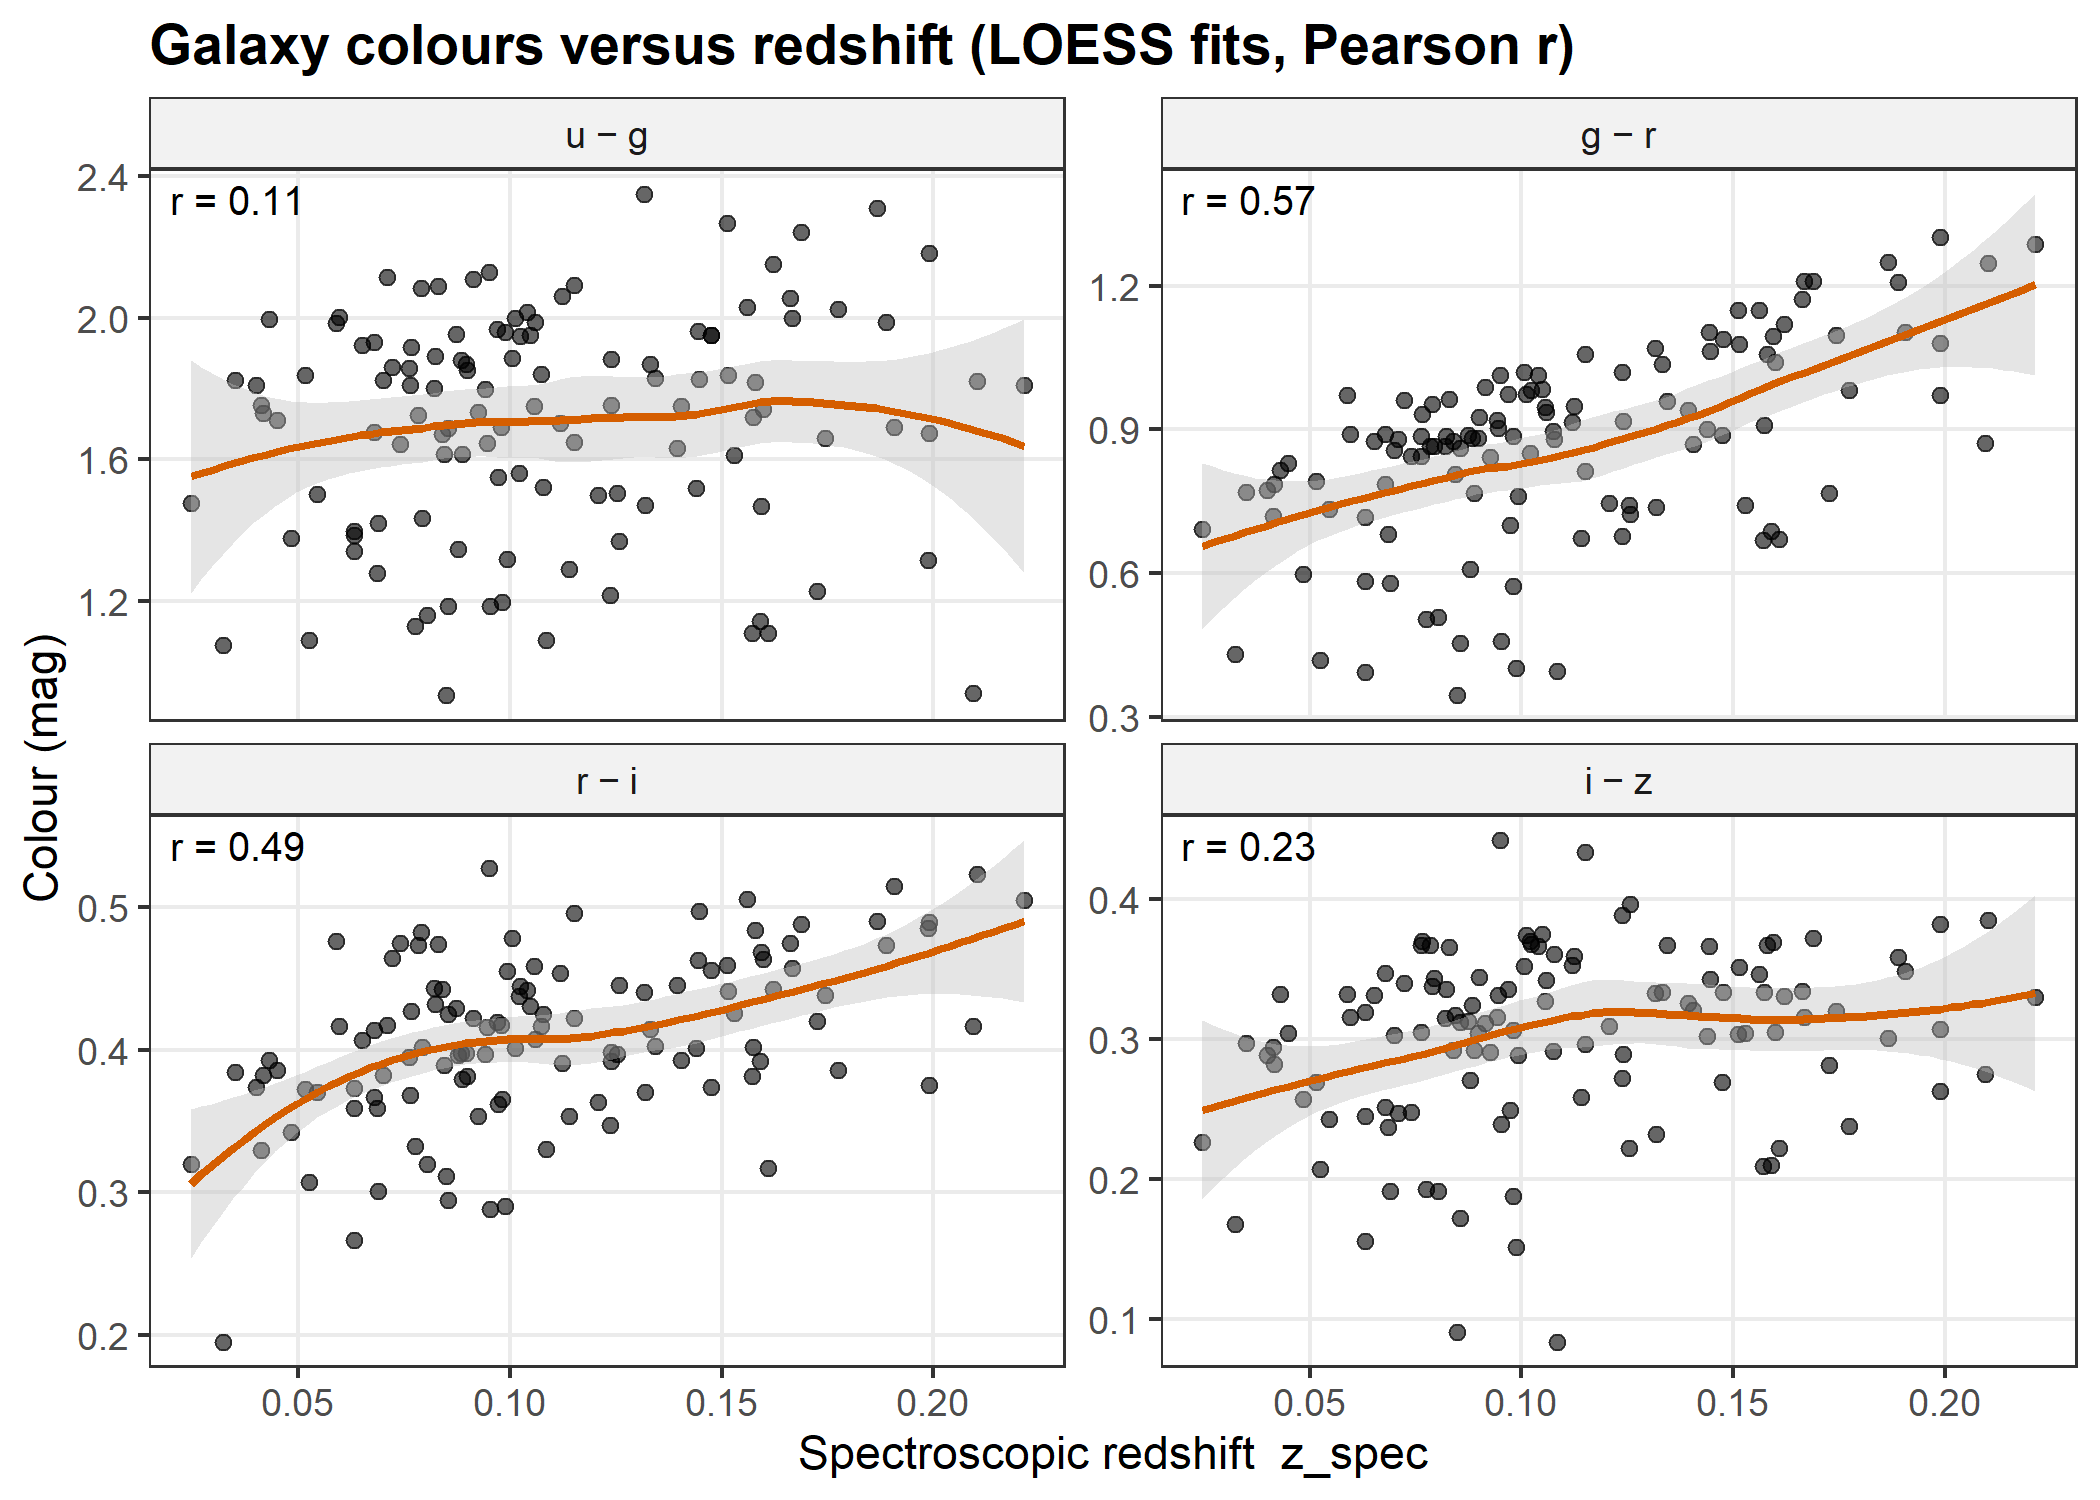 Galaxy colours versus redshift (LOESS fits, Pearson r)
u − g
g − r
r = 0.11
r = 0.57
2.4
2.0
1.6
1.2
1.2
0.9
0.6
0.3
Colour (mag)
r − i
i − z
r = 0.49
r = 0.23
0.5
0.4
0.3
0.2
0.4
0.3
0.2
0.1
0.05 0.10 0.15 0.20
0.05 0.10 0.15 0.20
Spectroscopic redshift  z_spec